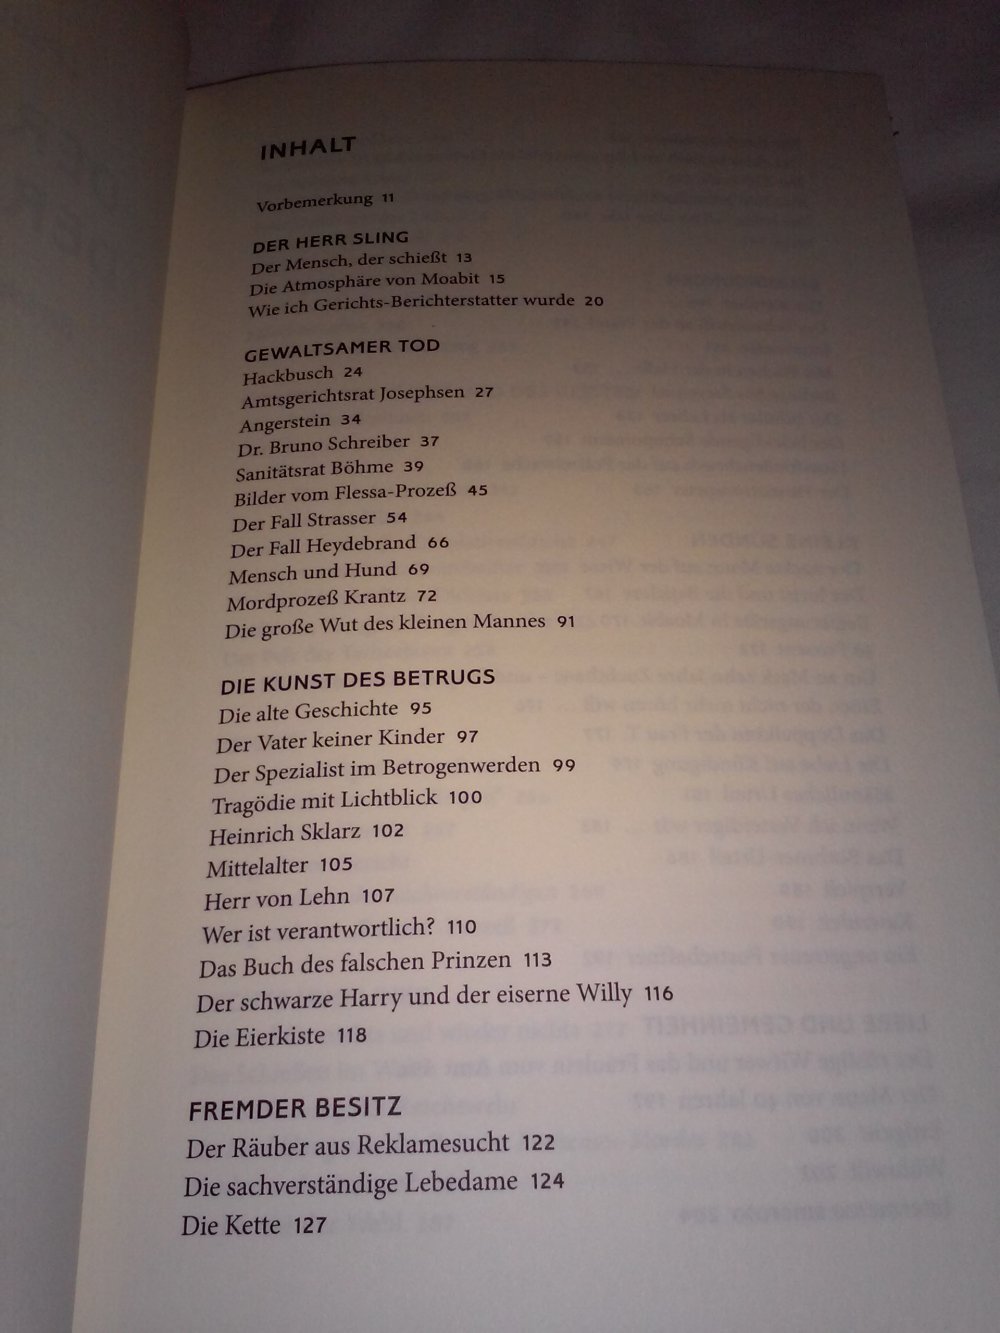 INHALT
Vorbemerkung 11
DER HERR SLING
Der Mensch, der schießt 13
Die Atmosphäre von Moabit 15
Wie ich Gerichts-Berichterstatter wurde 20
GEWALTSAMER TOD
Hackbusch 24
Amtsgerichtsrat Josephsen 27
Angerstein 34
Dr. Bruno Schreiber 37
Sanitätsrat Böhme 39
Bilder vom Flessa-Prozeß 45
Der Fall Strasser 54
Der Fall Heydebrand 66
Mensch und Hund 69
Mordprozeß Krantz 72
Die große Wut des kleinen Mannes 91
DIE KUNST DES BETRUGS
Die alte Geschichte 95
Der Vater keiner Kinder 97
Der Spezialist im Betrogenwerden 99
Tragödie mit Lichtblick 100
Heinrich Sklarz 102
Mittelalter 105
Herr von Lehn 107
Wer ist verantwortlich? 110
Das Buch des falschen Prinzen 113
Der schwarze Harry und der eiserne Willy 116
Die Eierkiste 118
FREMDER BESITZ
Der Räuber aus Reklamesucht 122
Die sachverständige Lebedame 124
Die Kette 127